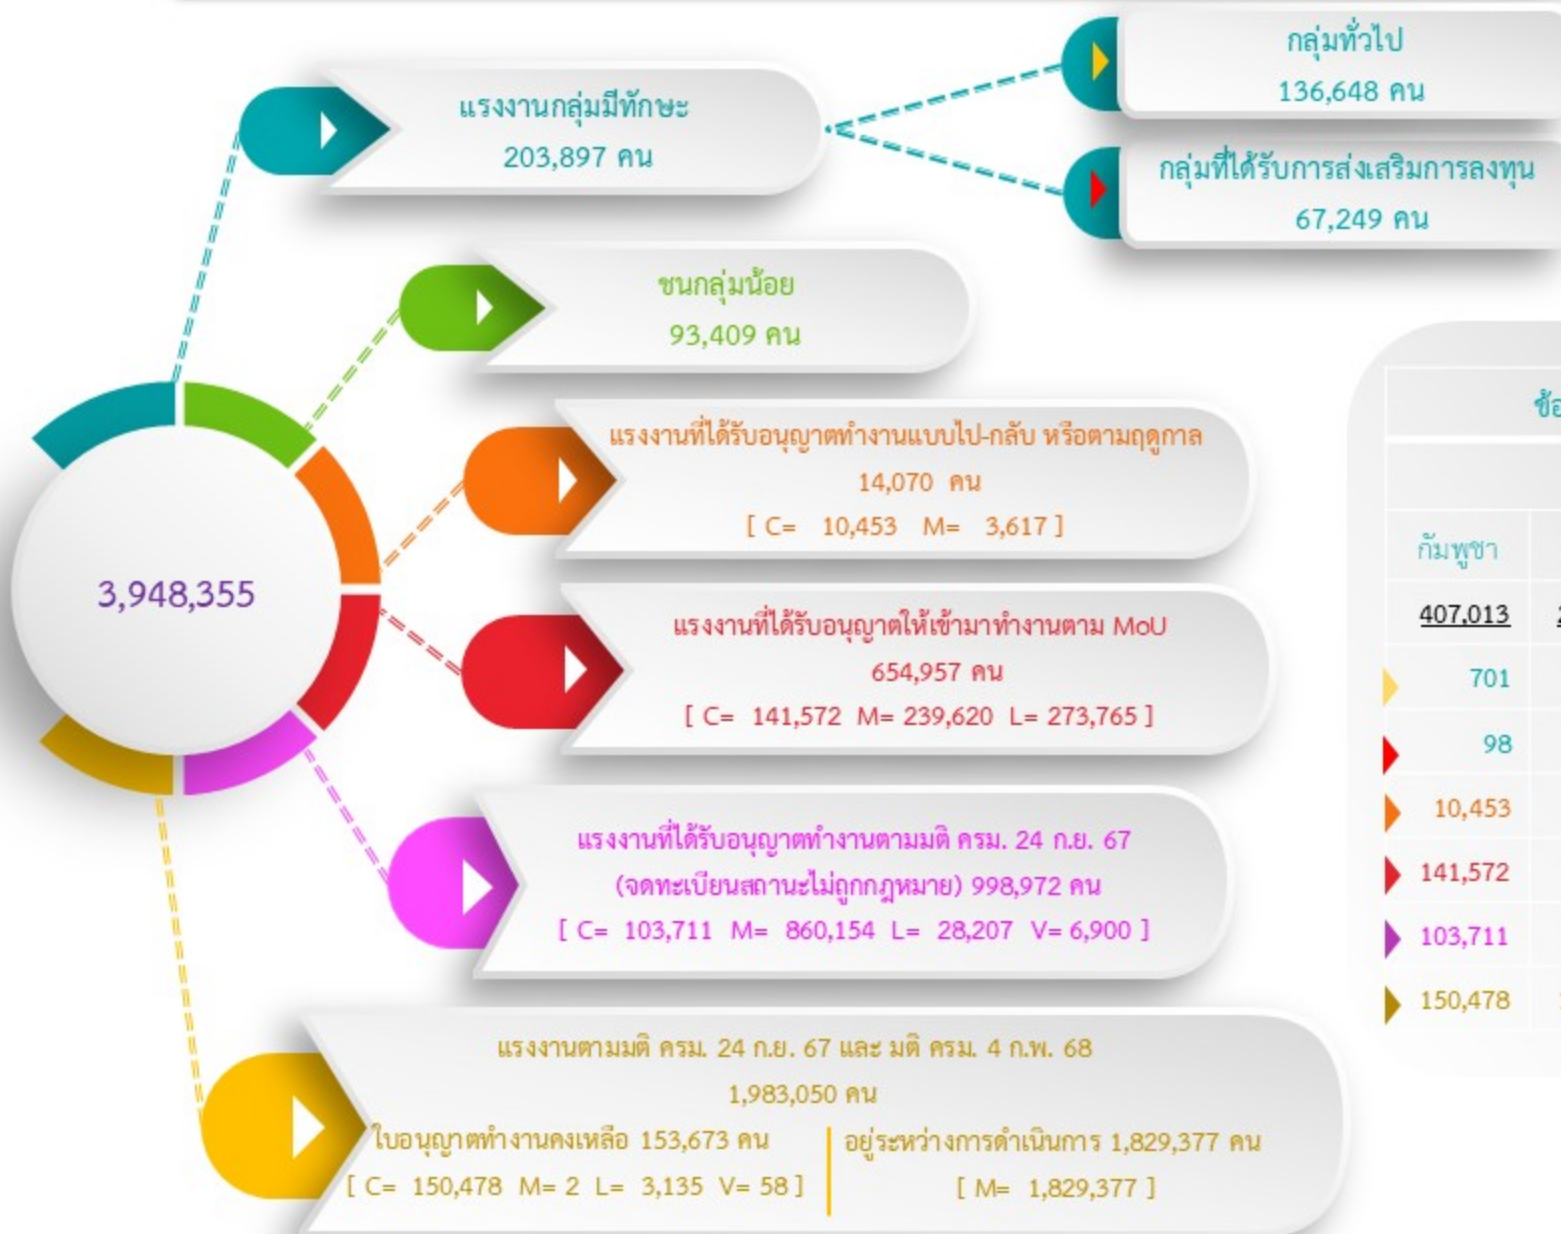 แรงงานกลุ่มมีทักษะ
203,897 คน
กลุ่มทั่วไป
136,648 คน
กลุ่มที่ได้รับการส่งเสริมการลงทุน
67,249 คน
ชนกลุ่มน้อย
93,409 คน
แรงงานที่ได้รับอนุญาตทำงานแบบไป-กลับ หรือตามฤดูกาล
14,070 คน
[ C= 10,453 M= 3,617 ]
3,948,355
แรงงานที่ได้รับอนุญาตให้เข้ามาทำงานตาม MoU
654,957 คน
[ C= 141,572 M= 239,620 L= 273,765 ]
แรงงานที่ได้รับอนุญาตทำงานตามมติ ครม. 24 ก.ย. 67
(จดทะเบียนสถานะไม่ถูกกฎหมาย) 998,972 คน
[ C= 103,711 M= 860,154 L= 28,207 V= 6,900 ]
แรงงานตามมติ ครม. 24 ก.ย. 67 และ มติ ครม. 4 ก.พ. 68
1,983,050 คน
ใบอนุญาตทำงานคงเหลือ 153,673 คน
[ C= 150,478 M= 2 L= 3,135 V= 58 ]
อยู่ระหว่างการดำเนินการ 1,829,377 คน
[ M= 1,829,377 ]
กัมพูชา
407,013
701
98
10,453
141,572
103,711
150,478